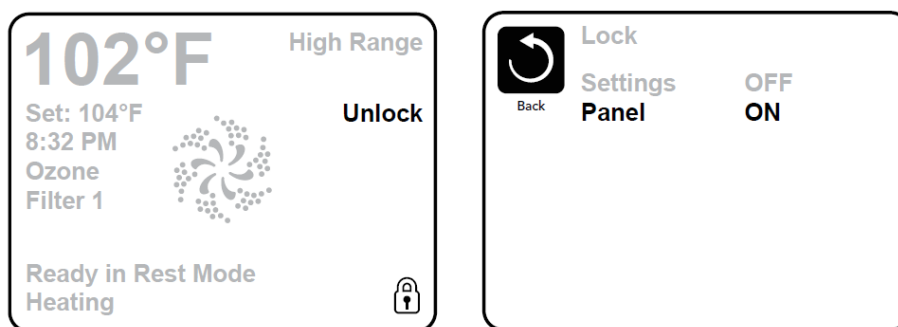 102°F
High Range
Set: 104°F
Unlock
8:32 PM
Ozone
Filter 1
Ready in Rest Mode
Heating
Lock
Back
Settings OFF
Panel ON